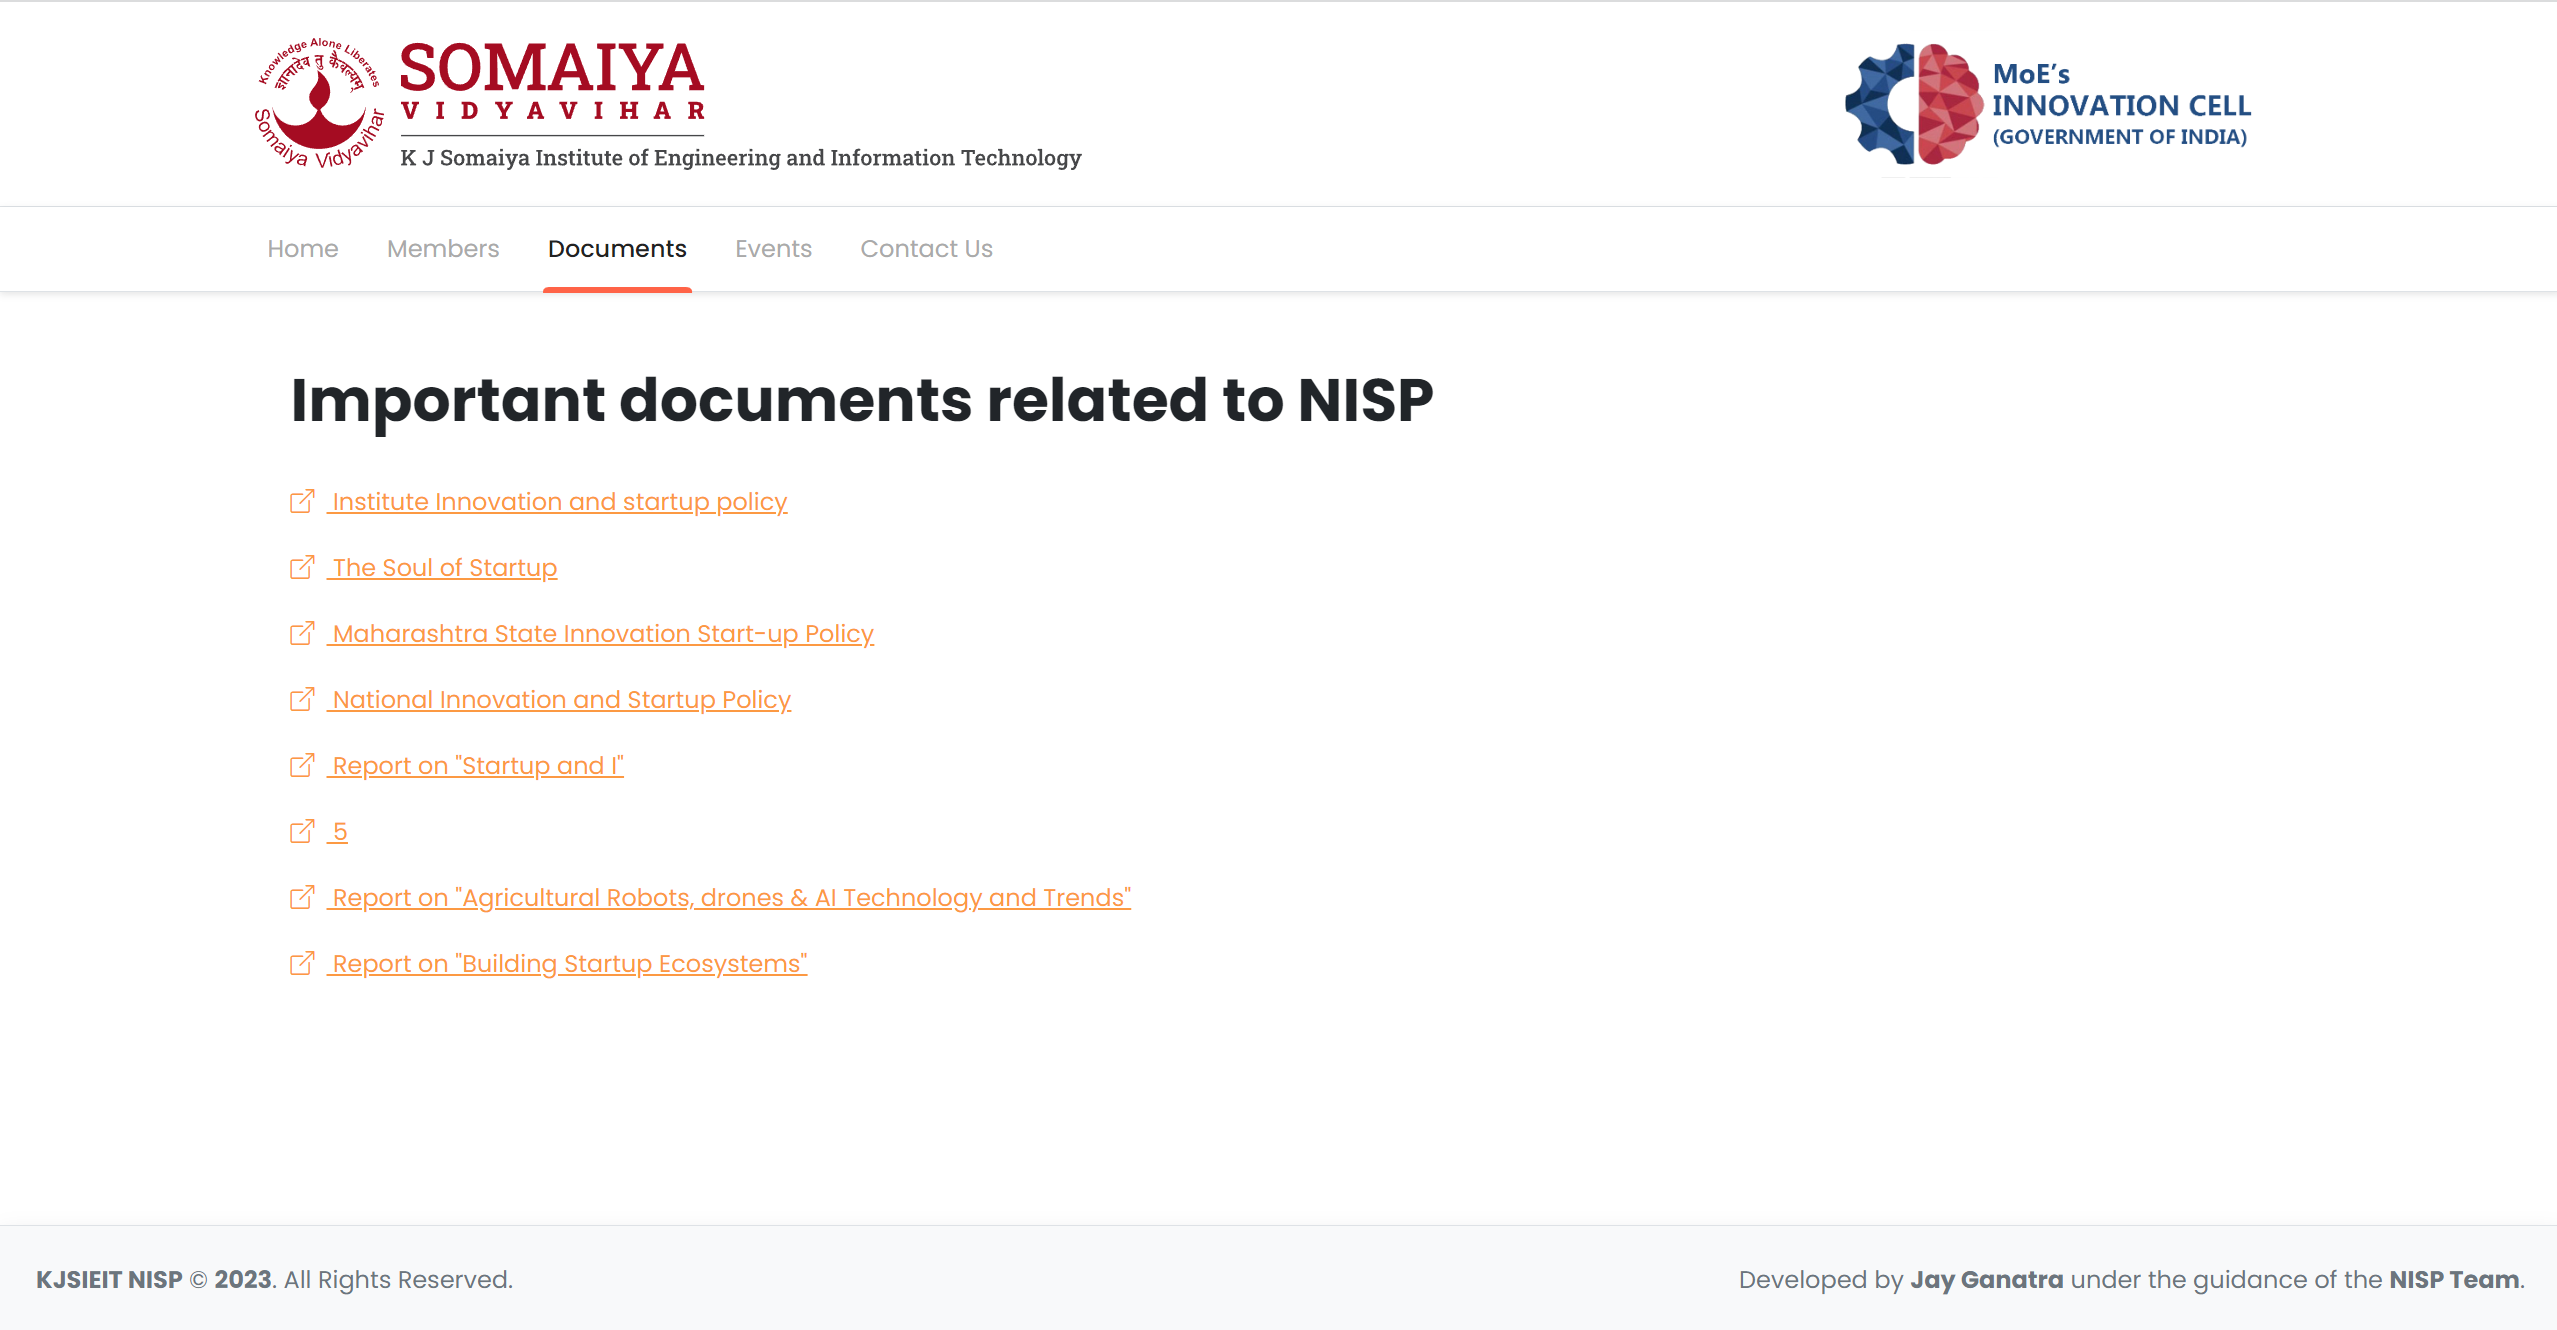 Knowledge Alone Liberates
ज्ञानादेव तु कैवल्यम्
Somaiya Vidyavihar
SOMAIYA
VIDYAVIHAR
K J Somaiya Institute of Engineering and Information Technology
MoE's
INNOVATION CELL
(GOVERNMENT OF INDIA)
Home Members Documents Events Contact Us
Important documents related to NISP
Institute Innovation and startup policy
The Soul of Startup
Maharashtra State Innovation Start-up Policy
National Innovation and Startup Policy
Report on "Startup and I"
5
Report on "Agricultural Robots, drones & AI Technology and Trends"
Report on "Building Startup Ecosystems"
KJSIEIT NISP © 2023. All Rights Reserved.
Developed by Jay Ganatra under the guidance of the NISP Team.